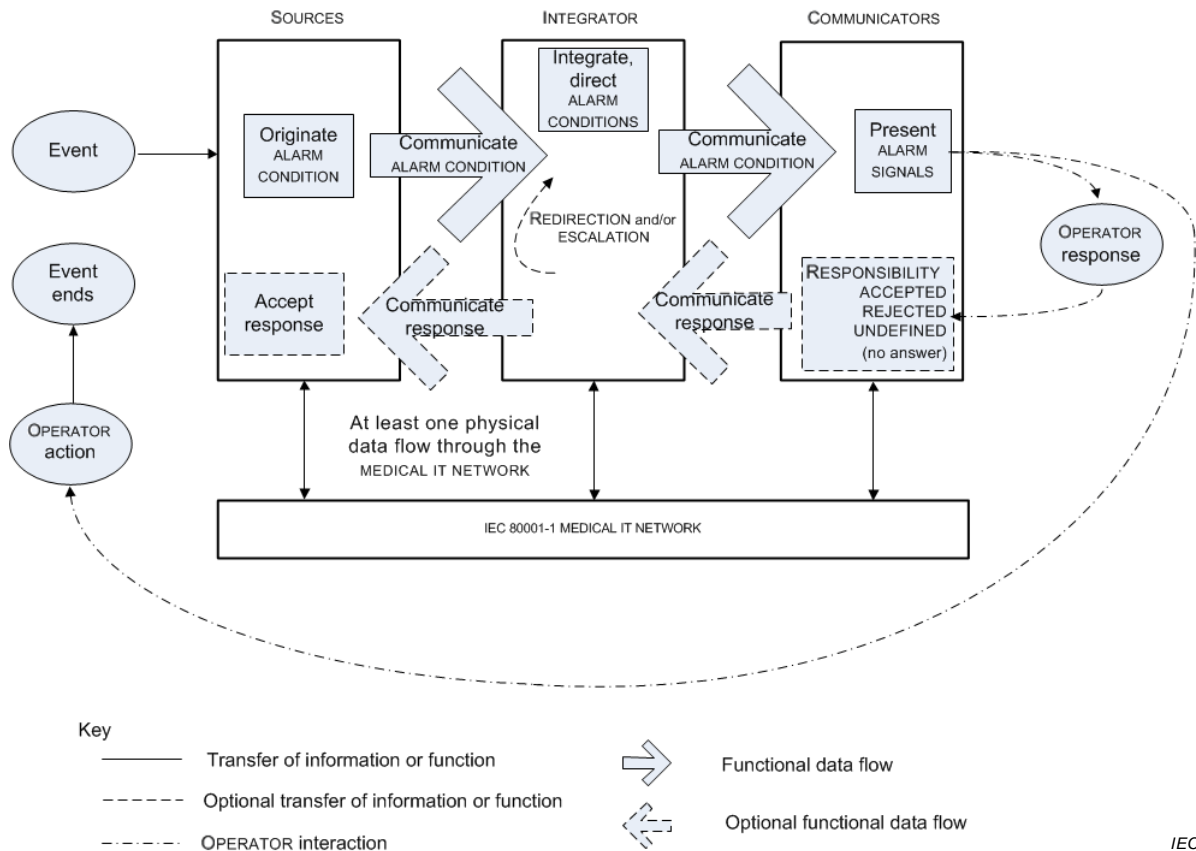 SOURCES
INTEGRATOR
COMMUNICATORS
Event
Originate
ALARM
CONDITION
Communicate
ALARM CONDITION
Integrate,
direct
ALARM
CONDITIONS
Communicate
ALARM CONDITION
Present
ALARM
SIGNALS
REDIRECTION and/or
ESCALATION
OPERATOR
response
Event
ends
Accept
response
Communicate
response
Communicate
response
RESPONSIBILITY
ACCEPTED
REJECTED
UNDEFINED
(no answer)
OPERATOR
action
At least one physical
data flow through the
MEDICAL IT NETWORK
IEC 80001-1 MEDICAL IT NETWORK
Key
Transfer of information or function
Functional data flow
Optional transfer of information or function
Optional functional data flow
OPERATOR interaction
IEC